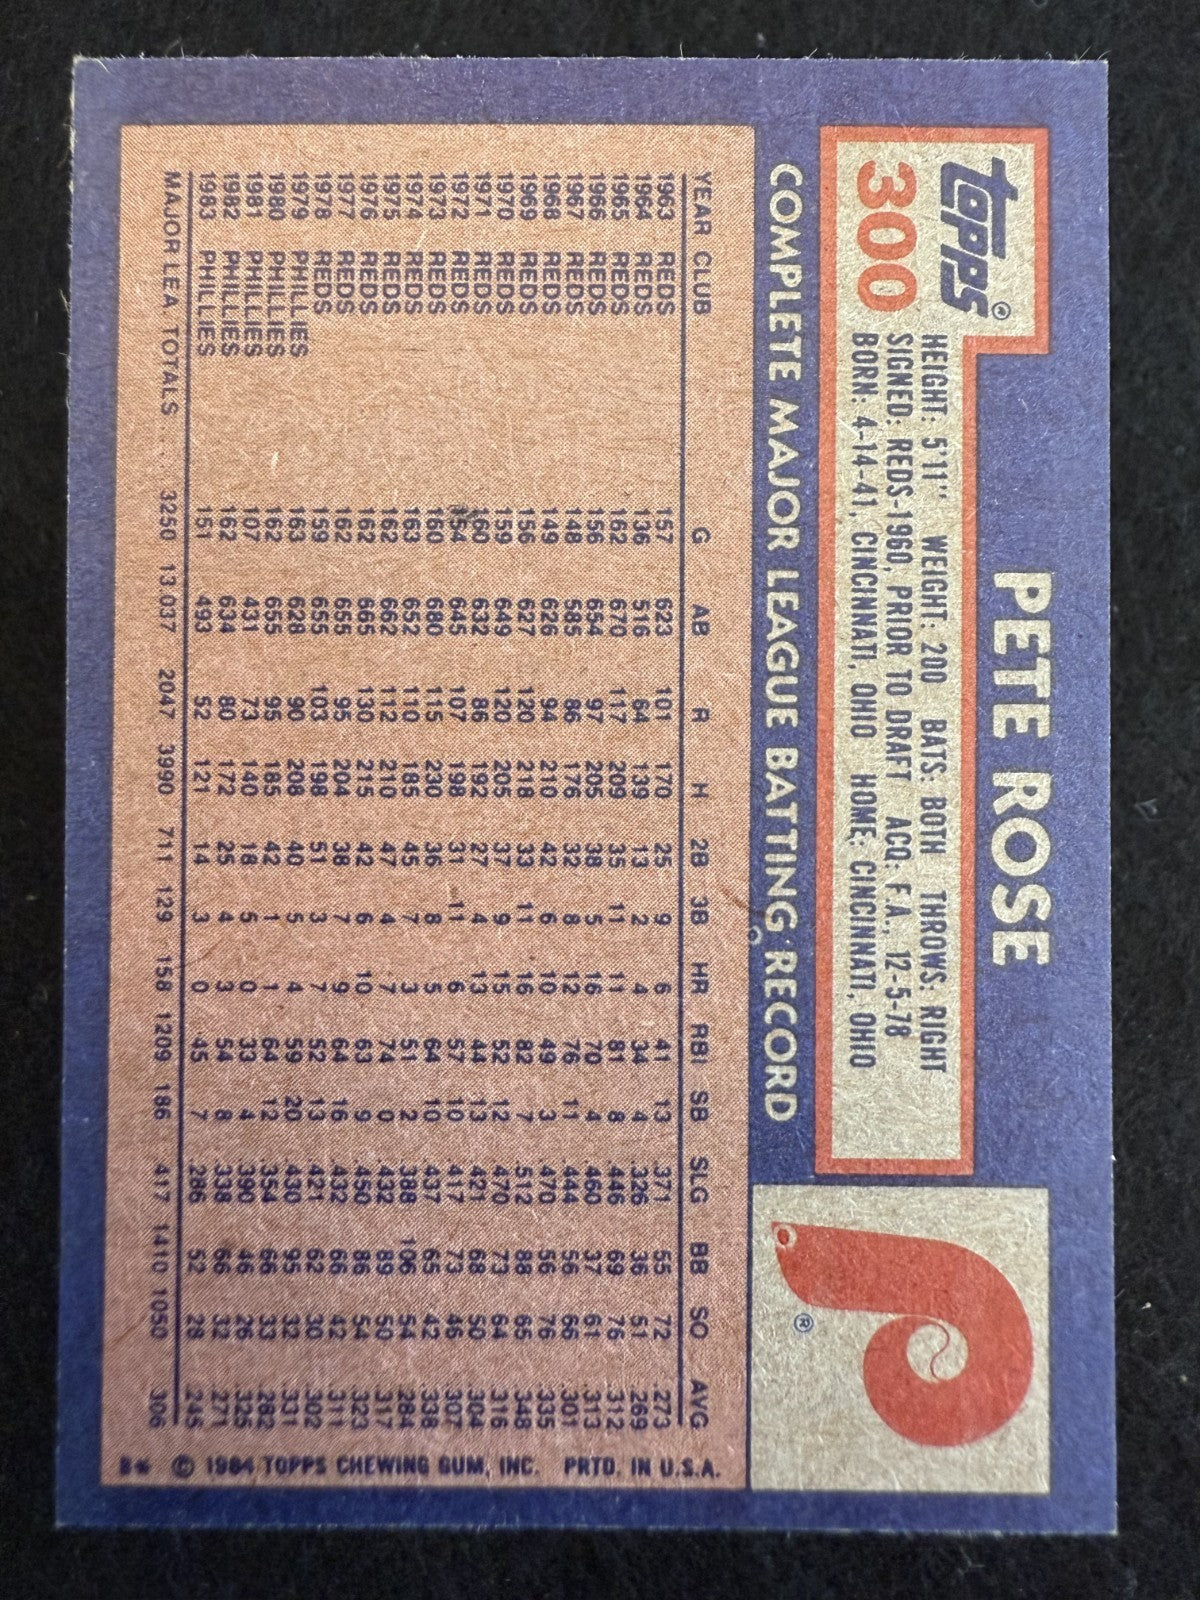 Topps®
300
PETE ROSE
HEIGHT: 5'11" WEIGHT: 200 BATS: BOTH THROWS: RIGHT
SIGNED: REDS-1960, PRIOR TO DRAFT ACQ: F.A., 12-5-78
BORN: 4-14-41, CINCINNATI, OHIO HOME: CINCINNATI, OHIO
P ®
COMPLETE MAJOR LEAGUE BATTING RECORD
YEAR CLUB G AB R H 2B 3B HR RBI SB SLG BB SO AVG
1963 REDS 157 623 101 170 25 9 6 41 13 .371 55 72 .273
1964 REDS 136 516 64 139 13 2 4 34 4 .326 36 51 .269
1965 REDS 162 670 117 209 35 11 11 81 8 .446 69 76 .312
1966 REDS 156 654 97 205 38 5 16 70 4 .460 37 61 .313
1967 REDS 148 585 86 176 32 8 12 76 11 .444 56 66 .301
1968 REDS 149 626 94 210 42 6 10 49 3 .470 56 76 .335
1969 REDS 156 627 120 218 33 11 16 82 7 .512 88 65 .348
1970 REDS 159 649 120 205 37 9 15 52 12 .470 73 64 .316
1971 REDS 160 632 86 192 27 4 13 44 13 .421 68 50 .304
1972 REDS 154 645 107 198 31 11 6 57 10 .417 73 46 .307
1973 REDS 160 680 115 230 36 8 5 64 10 .437 65 42 .338
1974 REDS 163 652 110 185 45 7 3 51 2 .388 106 54 .284
1975 REDS 162 662 112 210 47 4 7 74 0 .432 89 50 .317
1976 REDS 162 665 130 215 42 6 10 63 9 .450 86 54 .323
1977 REDS 162 655 95 204 38 7 9 64 16 .432 66 42 .311
1978 REDS 159 655 103 198 51 3 7 52 13 .421 62 30 .302
1979 PHILLIES 163 628 90 208 40 5 4 59 20 .430 95 32 .331
1980 PHILLIES 162 655 95 185 42 1 1 64 12 .354 66 33 .282
1981 PHILLIES 107 431 73 140 18 5 0 33 4 .390 46 26 .325
1982 PHILLIES 162 634 80 172 25 4 3 54 8 .338 66 32 .271
1983 PHILLIES 151 493 52 121 14 3 0 45 7 .286 52 28 .245
MAJOR LEA. TOTALS ... 3250 13,037 2047 3990 711 129 158 1209 186 .417 1410 1050 .306
B* © 1984 TOPPS CHEWING GUM, INC. PRTD. IN U.S.A.